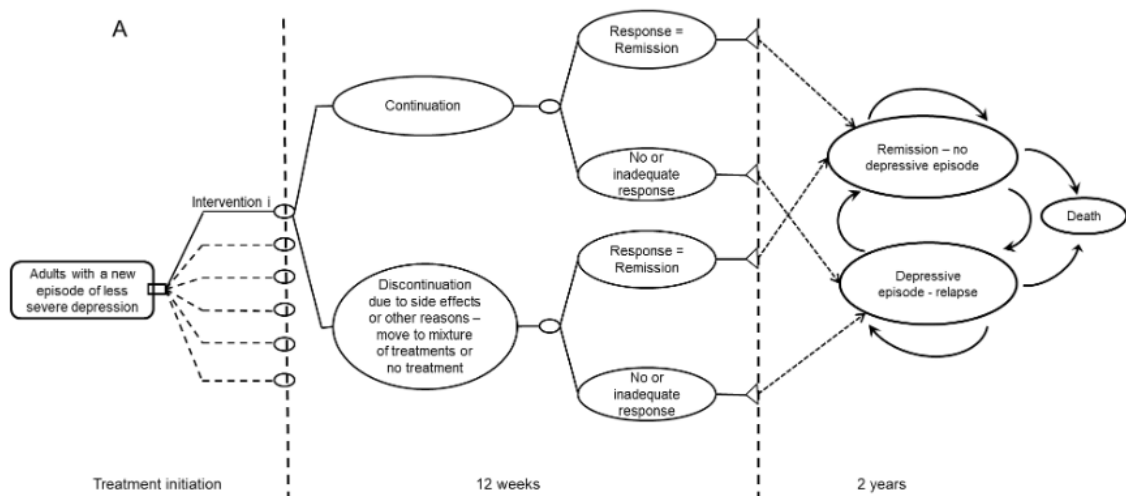 A
Response =
Remission
Continuation
No or
inadequate
response
Intervention i
Adults with a new
episode of less
severe depression
Discontinuation
due to side effects
or other reasons –
move to mixture
of treatments or
no treatment
Response =
Remission
No or
inadequate
response
Remission – no
depressive episode
Death
Depressive
episode - relapse
Treatment initiation
12 weeks
2 years